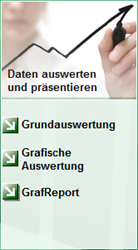 Daten auswerten
und präsentieren
Grundauswertung
Grafische
Auswertung
GrafReport